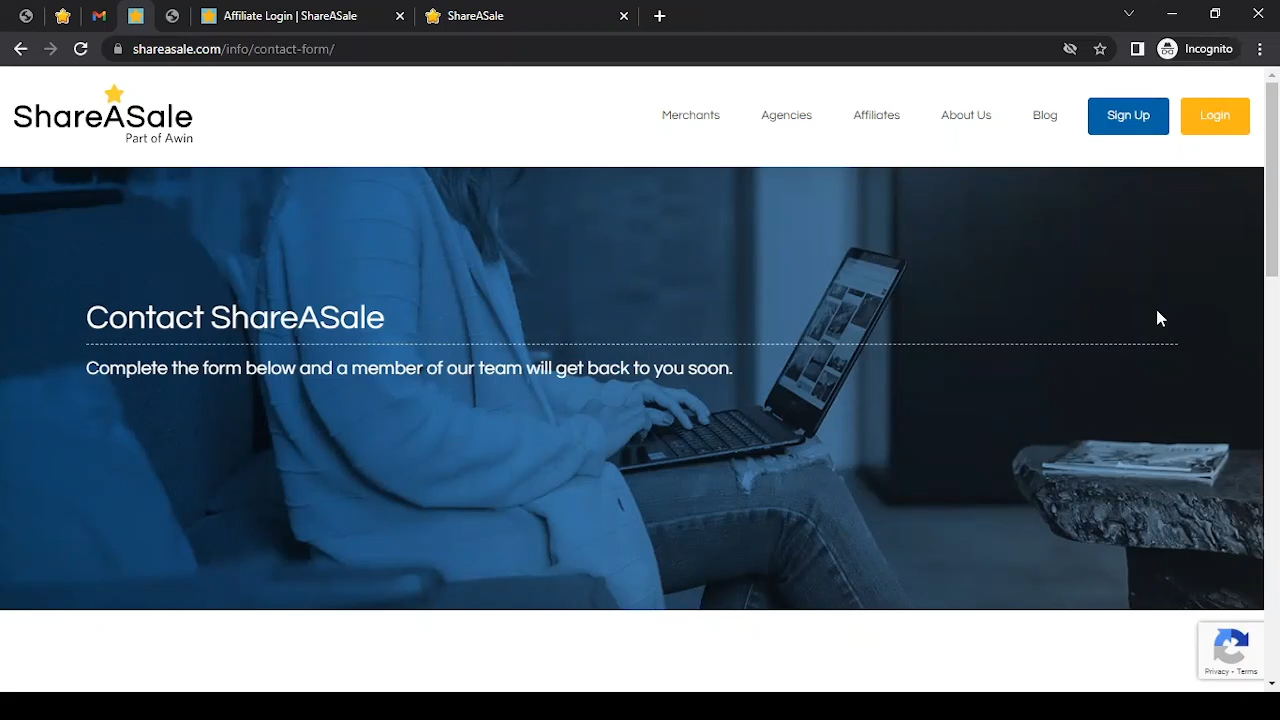 Affiliate Login | ShareASale
ShareASale
shareasale.com/info/contact-form/
Incognito
ShareASale
Part of Awin
Merchants
Agencies
Affiliates
About Us
Blog
Sign Up
Login
Contact ShareASale
Complete the form below and a member of our team will get back to you soon.
Privacy - Terms